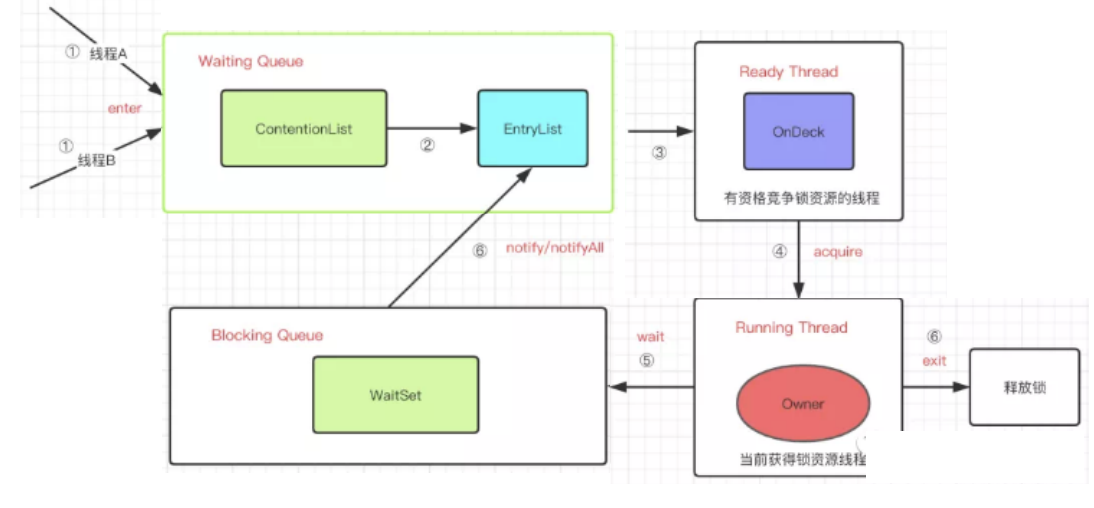 ① 线程A
enter
① 线程B
Waiting Queue
ContentionList
②
EntryList
③
Ready Thread
OnDeck
有资格竞争锁资源的线程
④ acquire
⑥ notify/notifyAll
Blocking Queue
WaitSet
wait
⑤
Running Thread
Owner
当前获得锁资源线程
⑥
exit
释放锁